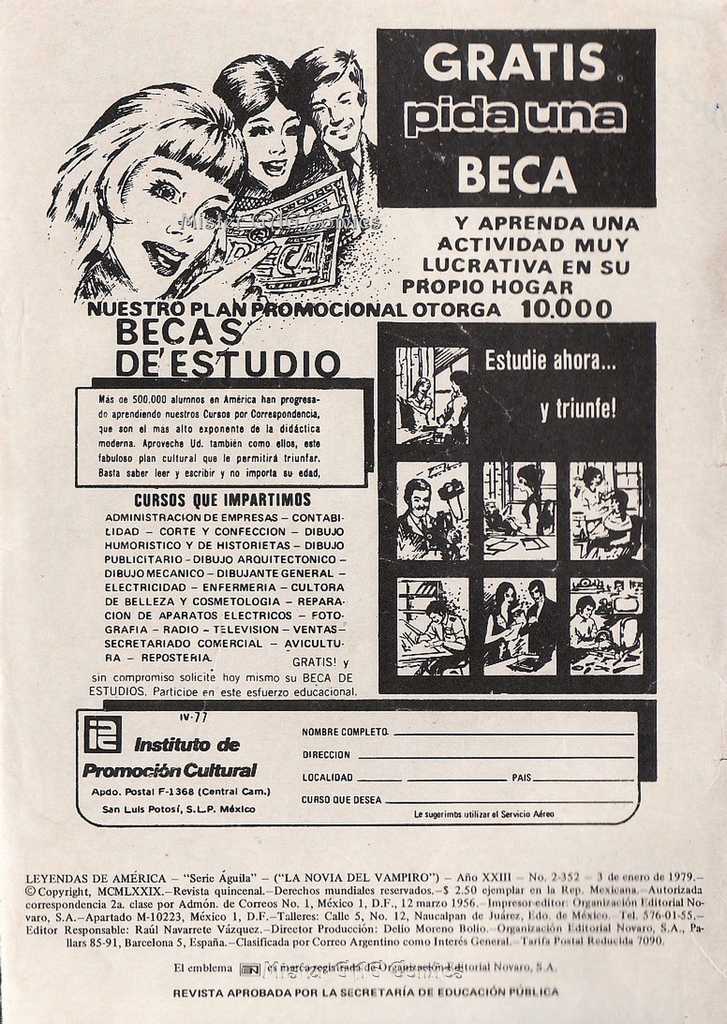 GRATIS
pida una
BECA
Mister Gito Comics
Y APRENDA UNA
ACTIVIDAD MUY
LUCRATIVA EN SU
PROPIO HOGAR
NUESTRO PLAN PROMOCIONAL OTORGA 10.000
BECAS
DE ESTUDIO
Más de 500.000 alumnos en América han progresa-
do aprendiendo nuestros Cursos por Correspondencia,
que son el mas alto exponente de la didáctica
moderna. Aproveche Ud. también como ellos, este
fabuloso plan cultural que le permitirá triunfar.
Basta saber leer y escribir y no importa su edad,
Estudie ahora...
y triunfe!
CURSOS QUE IMPARTIMOS
ADMINISTRACION DE EMPRESAS – CONTABI-
LIDAD – CORTE Y CONFECCION – DIBUJO
HUMORISTICO Y DE HISTORIETAS – DIBUJO
PUBLICITARIO – DIBUJO ARQUITECTONICO –
DIBUJO MECANICO – DIBUJANTE GENERAL –
ELECTRICIDAD – ENFERMERIA – CULTORA
DE BELLEZA Y COSMETOLOGIA – REPARA-
CION DE APARATOS ELECTRICOS – FOTO-
GRAFIA – RADIO – TELEVISION – VENTAS–
SECRETARIADO COMERCIAL – AVICULTU-
RA – REPOSTERIA.
GRATIS! y
sin compromiso solicite hoy mismo su BECA DE
ESTUDIOS. Participe en este esfuerzo educacional.
IV-77
ipc Instituto de
Promoción Cultural
Apdo. Postal F-1368 (Central Cam.)
San Luis Potosí, S.L.P. México
NOMBRE COMPLETO
DIRECCION
LOCALIDAD PAIS
CURSO QUE DESEA
Le sugerimos utilizar el Servicio Aéreo
LEYENDAS DE AMÉRICA – "Serie Águila" – ("LA NOVIA DEL VAMPIRO") – Año XXIII – No. 2-352 – 3 de enero de 1979.–
© Copyright, MCMLXXIX.–Revista quincenal.–Derechos mundiales reservados.–$ 2.50 ejemplar en la Rep. Mexicana. Autorizada
correspondencia 2a. clase por Admón. de Correos No. 1, México 1, D.F., 12 marzo 1956.–Impresor editor: Organización Editorial No-
varo, S.A.–Apartado M-10223, México 1, D.F.–Talleres: Calle 5, No. 12, Naucalpan de Juárez, Edo. de México. Tel. 576-01-55.–
Editor Responsable: Raúl Navarrete Vázquez.–Director Producción: Delio Moreno Bolio. Organización Editorial Novaro, S.A., Pa-
llars 85-91, Barcelona 5, España.–Clasificada por Correo Argentino como Interés General. Tarifa Postal Reducida 7090.
El emblema EN es marca registrada de Organización Editorial Novaro, S.A.
Mister Gito Comics
REVISTA APROBADA POR LA SECRETARÍA DE EDUCACIÓN PÚBLICA